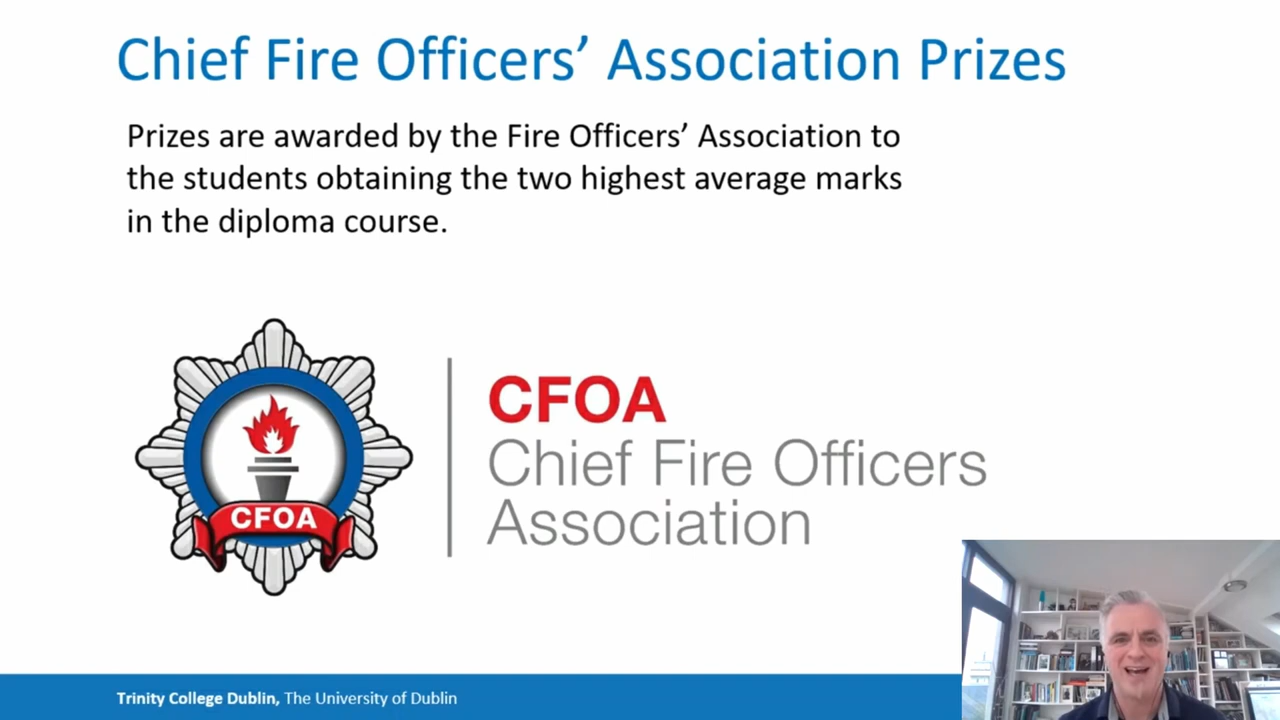 Chief Fire Officers’ Association Prizes
Prizes are awarded by the Fire Officers’ Association to
the students obtaining the two highest average marks
in the diploma course.
CFOA
CFOA
Chief Fire Officers
Association
Trinity College Dublin, The University of Dublin